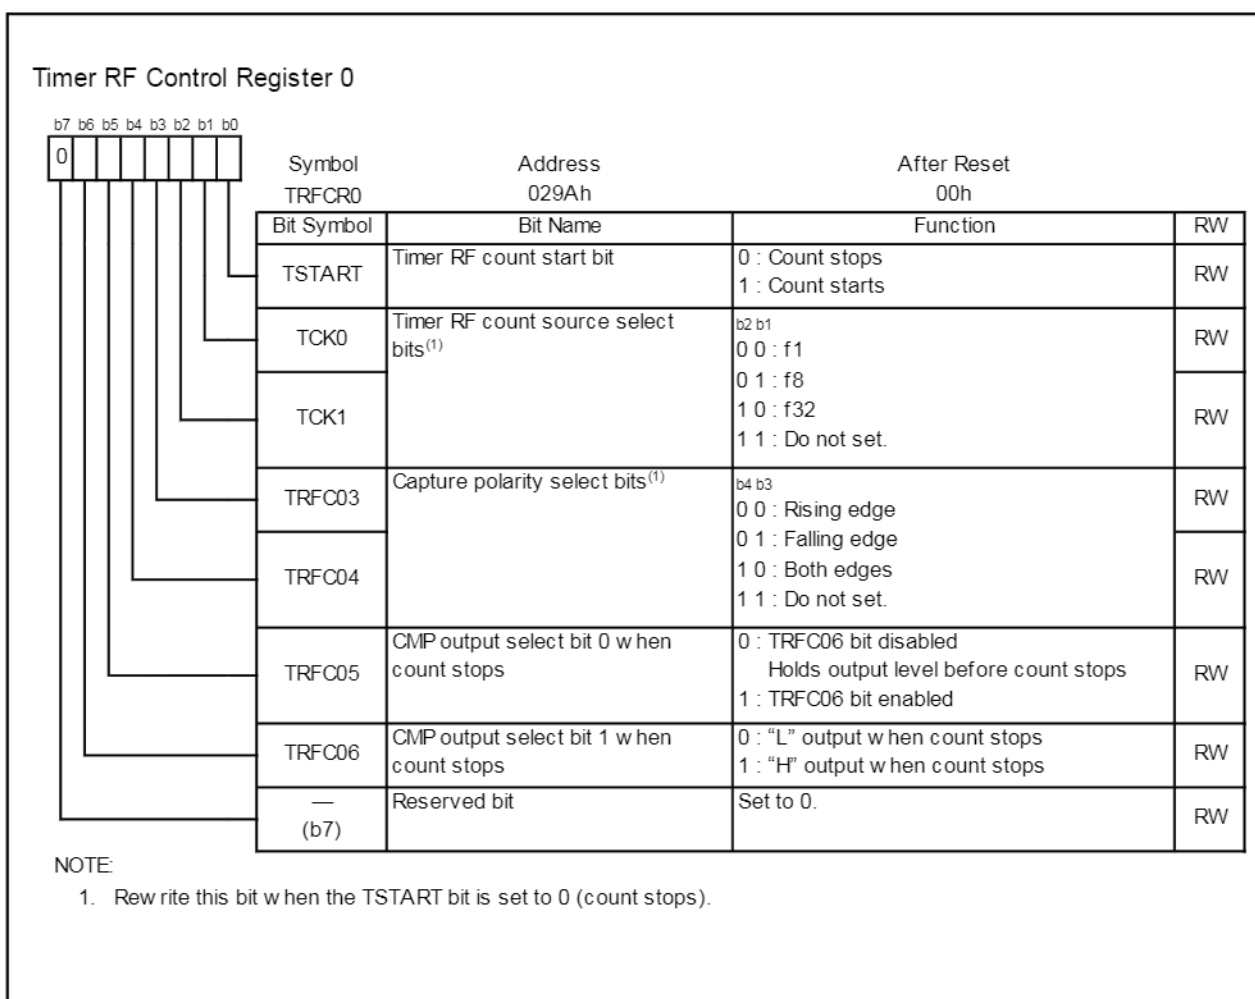 Timer RF Control Register 0
b7 b6 b5 b4 b3 b2 b1 b0
0
Symbol Address After Reset
TRFCR0 029Ah 00h
Bit Symbol Bit Name Function RW
TSTART Timer RF count start bit 0 : Count stops RW
1 : Count starts
TCK0 Timer RF count source select b2 b1 RW
bits(1) 0 0 : f1
0 1 : f8
TCK1 1 0 : f32 RW
1 1 : Do not set.
TRFC03 Capture polarity select bits(1) b4 b3 RW
0 0 : Rising edge
0 1 : Falling edge
TRFC04 1 0 : Both edges RW
1 1 : Do not set.
CMP output select bit 0 when 0 : TRFC06 bit disabled
TRFC05 count stops Holds output level before count stops RW
1 : TRFC06 bit enabled
TRFC06 CMP output select bit 1 when 0 : “L” output when count stops RW
count stops 1 : “H” output when count stops
— Reserved bit Set to 0. RW
(b7)
NOTE:
1. Rewrite this bit when the TSTART bit is set to 0 (count stops).